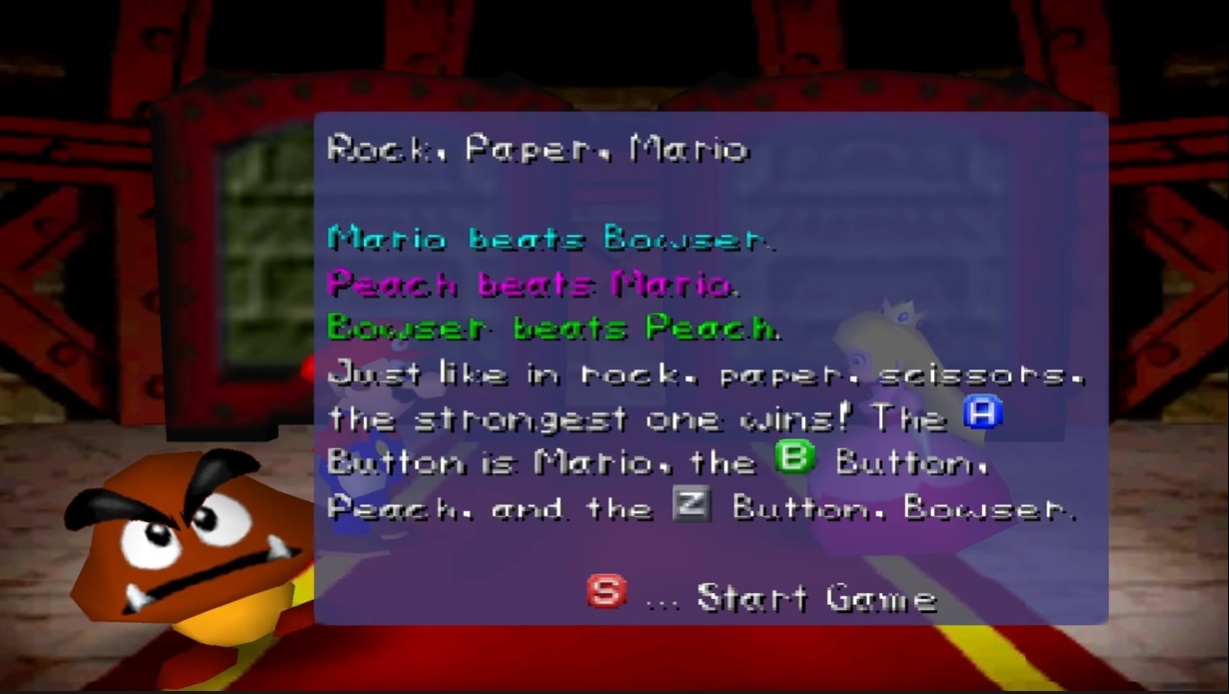 Rock, Paper, Mario
Mario beats Bowser.
Peach beats Mario.
Bowser beats Peach.
Just like in rock, paper, scissors,
the strongest one wins! The A
Button is Mario, the B Button,
Peach, and the Z Button, Bowser.
S ... Start Game